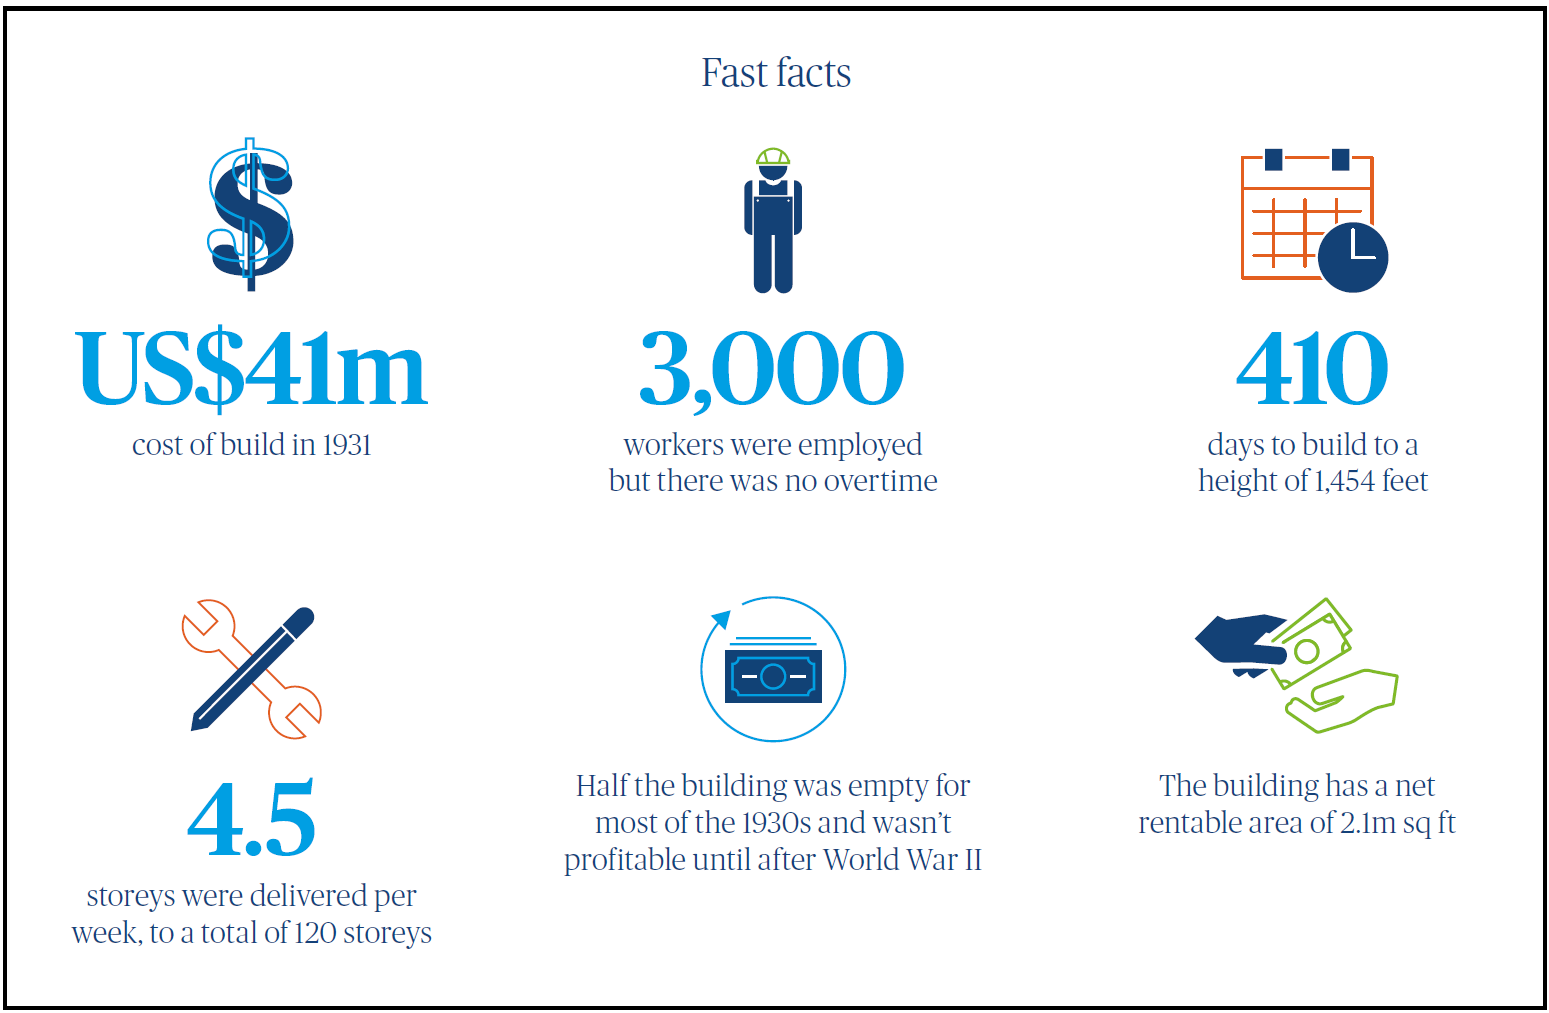 Fast facts
US$41m
cost of build in 1931
3,000
workers were employed
but there was no overtime
410
days to build to a
height of 1,454 feet
4.5
storeys were delivered per
week, to a total of 120 storeys
Half the building was empty for
most of the 1930s and wasn’t
profitable until after World War II
The building has a net
rentable area of 2.1m sq ft